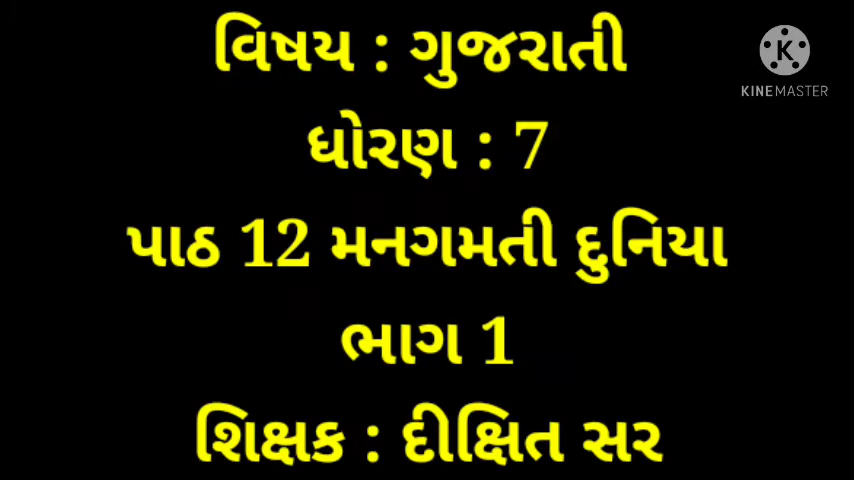 વિષય : ગુજરાતી
K
KINEMASTER
ધોરણ : 7
પાઠ 12 મનગમતી દુનિયા
ભાગ 1
શિક્ષક : દીક્ષિત સર